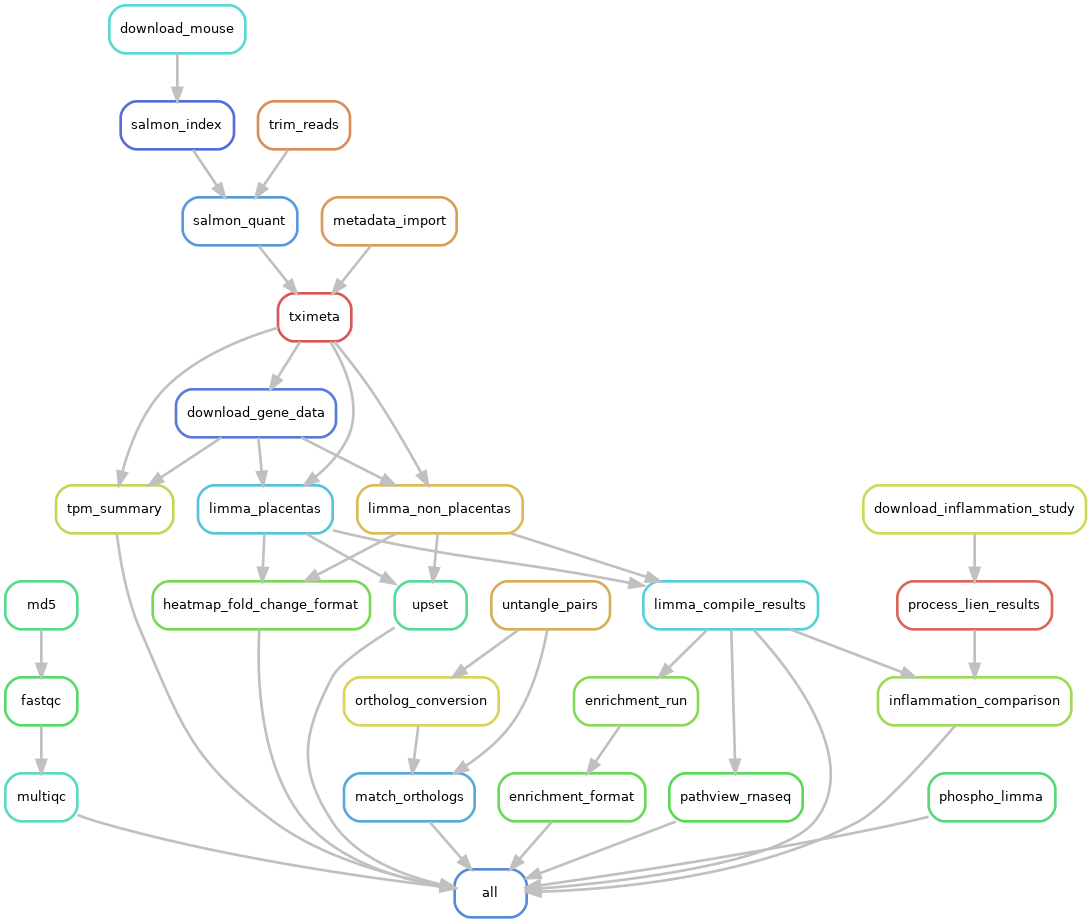 download_mouse
salmon_index
trim_reads
salmon_quant
metadata_import
tximeta
download_gene_data
tpm_summary
limma_placentas
limma_non_placentas
download_inflammation_study
md5
heatmap_fold_change_format
upset
untangle_pairs
limma_compile_results
process_lien_results
fastqc
ortholog_conversion
enrichment_run
inflammation_comparison
multiqc
match_orthologs
enrichment_format
pathview_rnaseq
phospho_limma
all